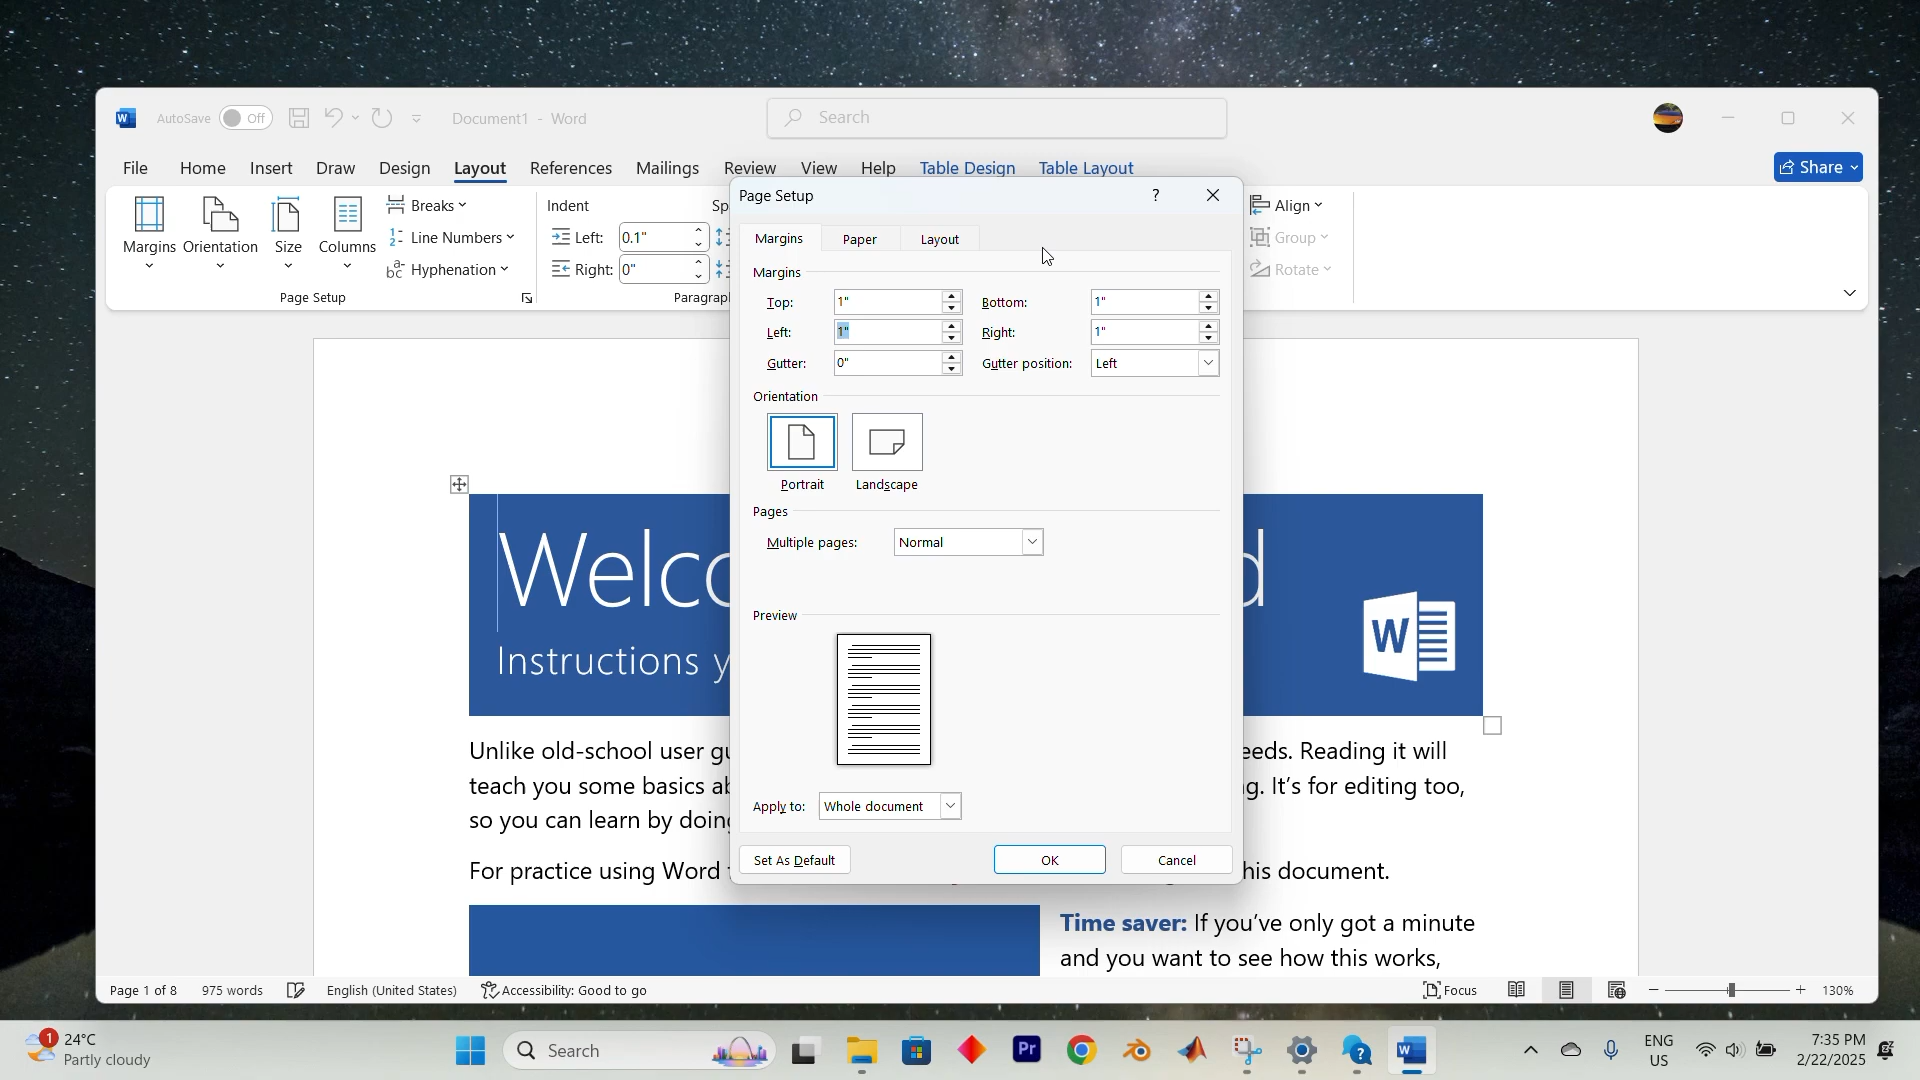 AutoSave Off Document1 - Word Search
File Home Insert Draw Design Layout References Mailings Review View Help Table Design Table Layout Share
Margins Orientation Size Columns
Breaks
Line Numbers
Hyphenation
Page Setup
Indent
Left: 0.1"
Right: 0"
Align
Group
Rotate
Page Setup ?
Margins Paper Layout
Margins
Top: 1" Bottom: 1"
Left: 1" Right: 1"
Gutter: 0" Gutter position: Left
Orientation
Portrait Landscape
Pages
Multiple pages: Normal
Preview
Apply to: Whole document
Set As Default OK Cancel
Instructions
Unlike old-school user eeds. Reading it will
teach you some basics g. It's for editing too,
so you can learn by doing
For practice using Word his document.
Time saver: If you've only got a minute
and you want to see how this works,
Page 1 of 8 975 words English (United States) Accessibility: Good to go Focus 130%
1 24°C
Partly cloudy
Search
Pr
ENG
US
7:35 PM
2/22/2025